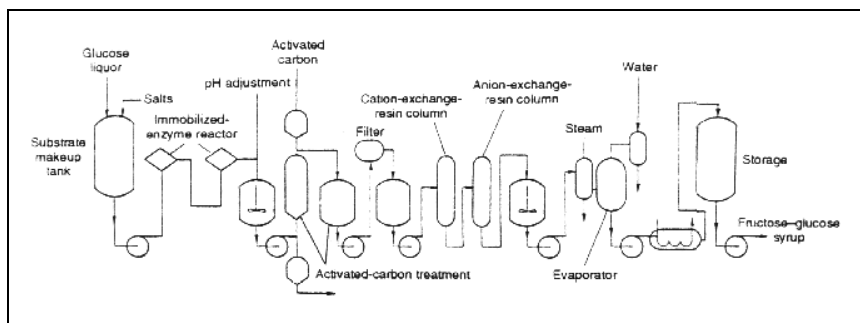 Glucose
liquor
Salts
Substrate
makeup
tank
Immobilized-
enzyme reactor
pH adjustment
Activated
carbon
Filter
Activated-carbon treatment
Cation-exchange-
resin column
Anion-exchange-
resin column
Steam
Water
Evaporator
Storage
Fructose–glucose
syrup